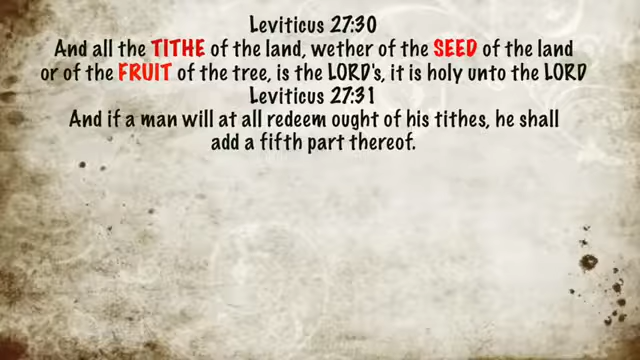 Leviticus 27:30
And all the TITHE of the land, wether of the SEED of the land
or of the FRUIT of the tree, is the LORD's, it is holy unto the LORD
Leviticus 27:31
And if a man will at all redeem ought of his tithes, he shall
add a fifth part thereof.